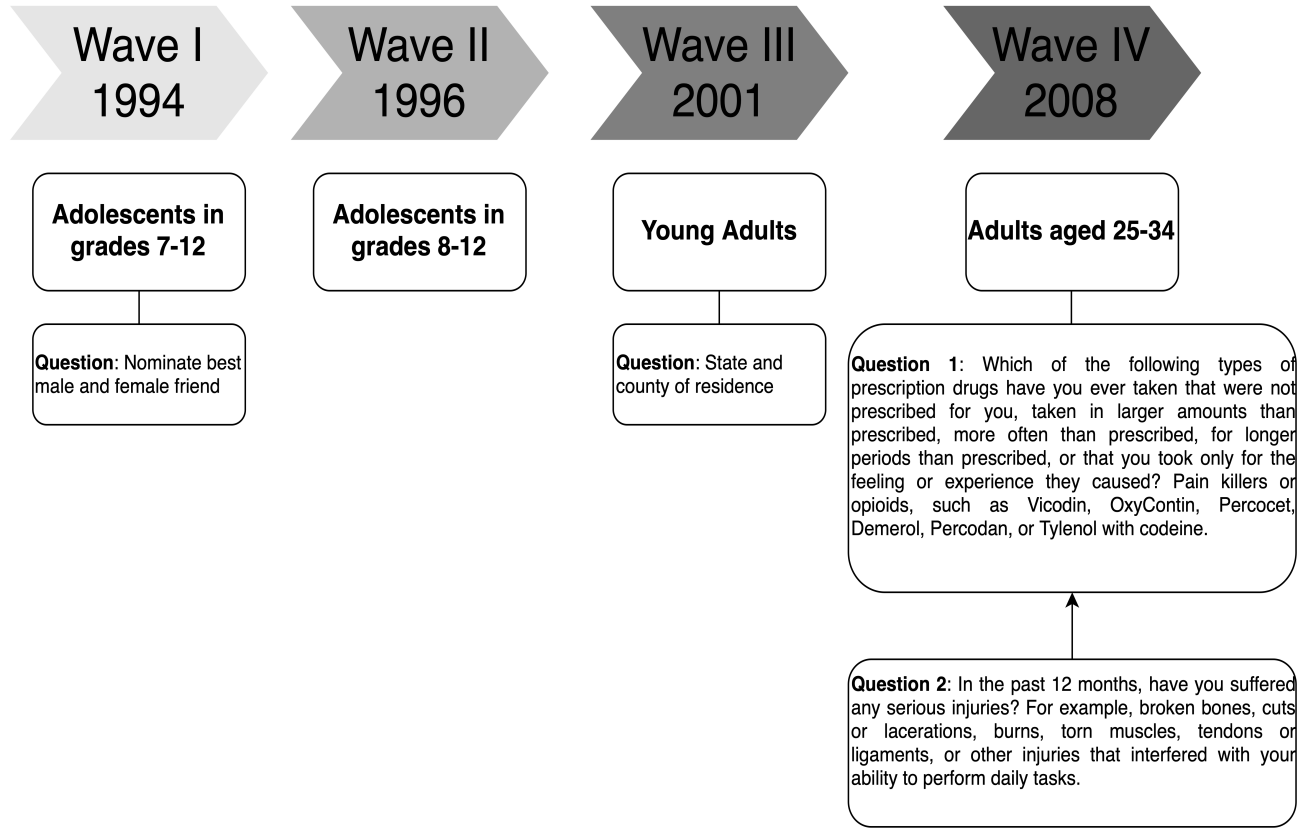 Wave I
1994
Wave II
1996
Wave III
2001
Wave IV
2008
Adolescents in
grades 7-12
Adolescents in
grades 8-12
Young Adults
Adults aged 25-34
Question: Nominate best
male and female friend
Question: State and
county of residence
Question 1: Which of the following types of
prescription drugs have you ever taken that were not
prescribed for you, taken in larger amounts than
prescribed, more often than prescribed, for longer
periods than prescribed, or that you took only for the
feeling or experience they caused? Pain killers or
opioids, such as Vicodin, OxyContin, Percocet,
Demerol, Percodan, or Tylenol with codeine.
Question 2: In the past 12 months, have you suffered
any serious injuries? For example, broken bones, cuts
or lacerations, burns, torn muscles, tendons or
ligaments, or other injuries that interfered with your
ability to perform daily tasks.